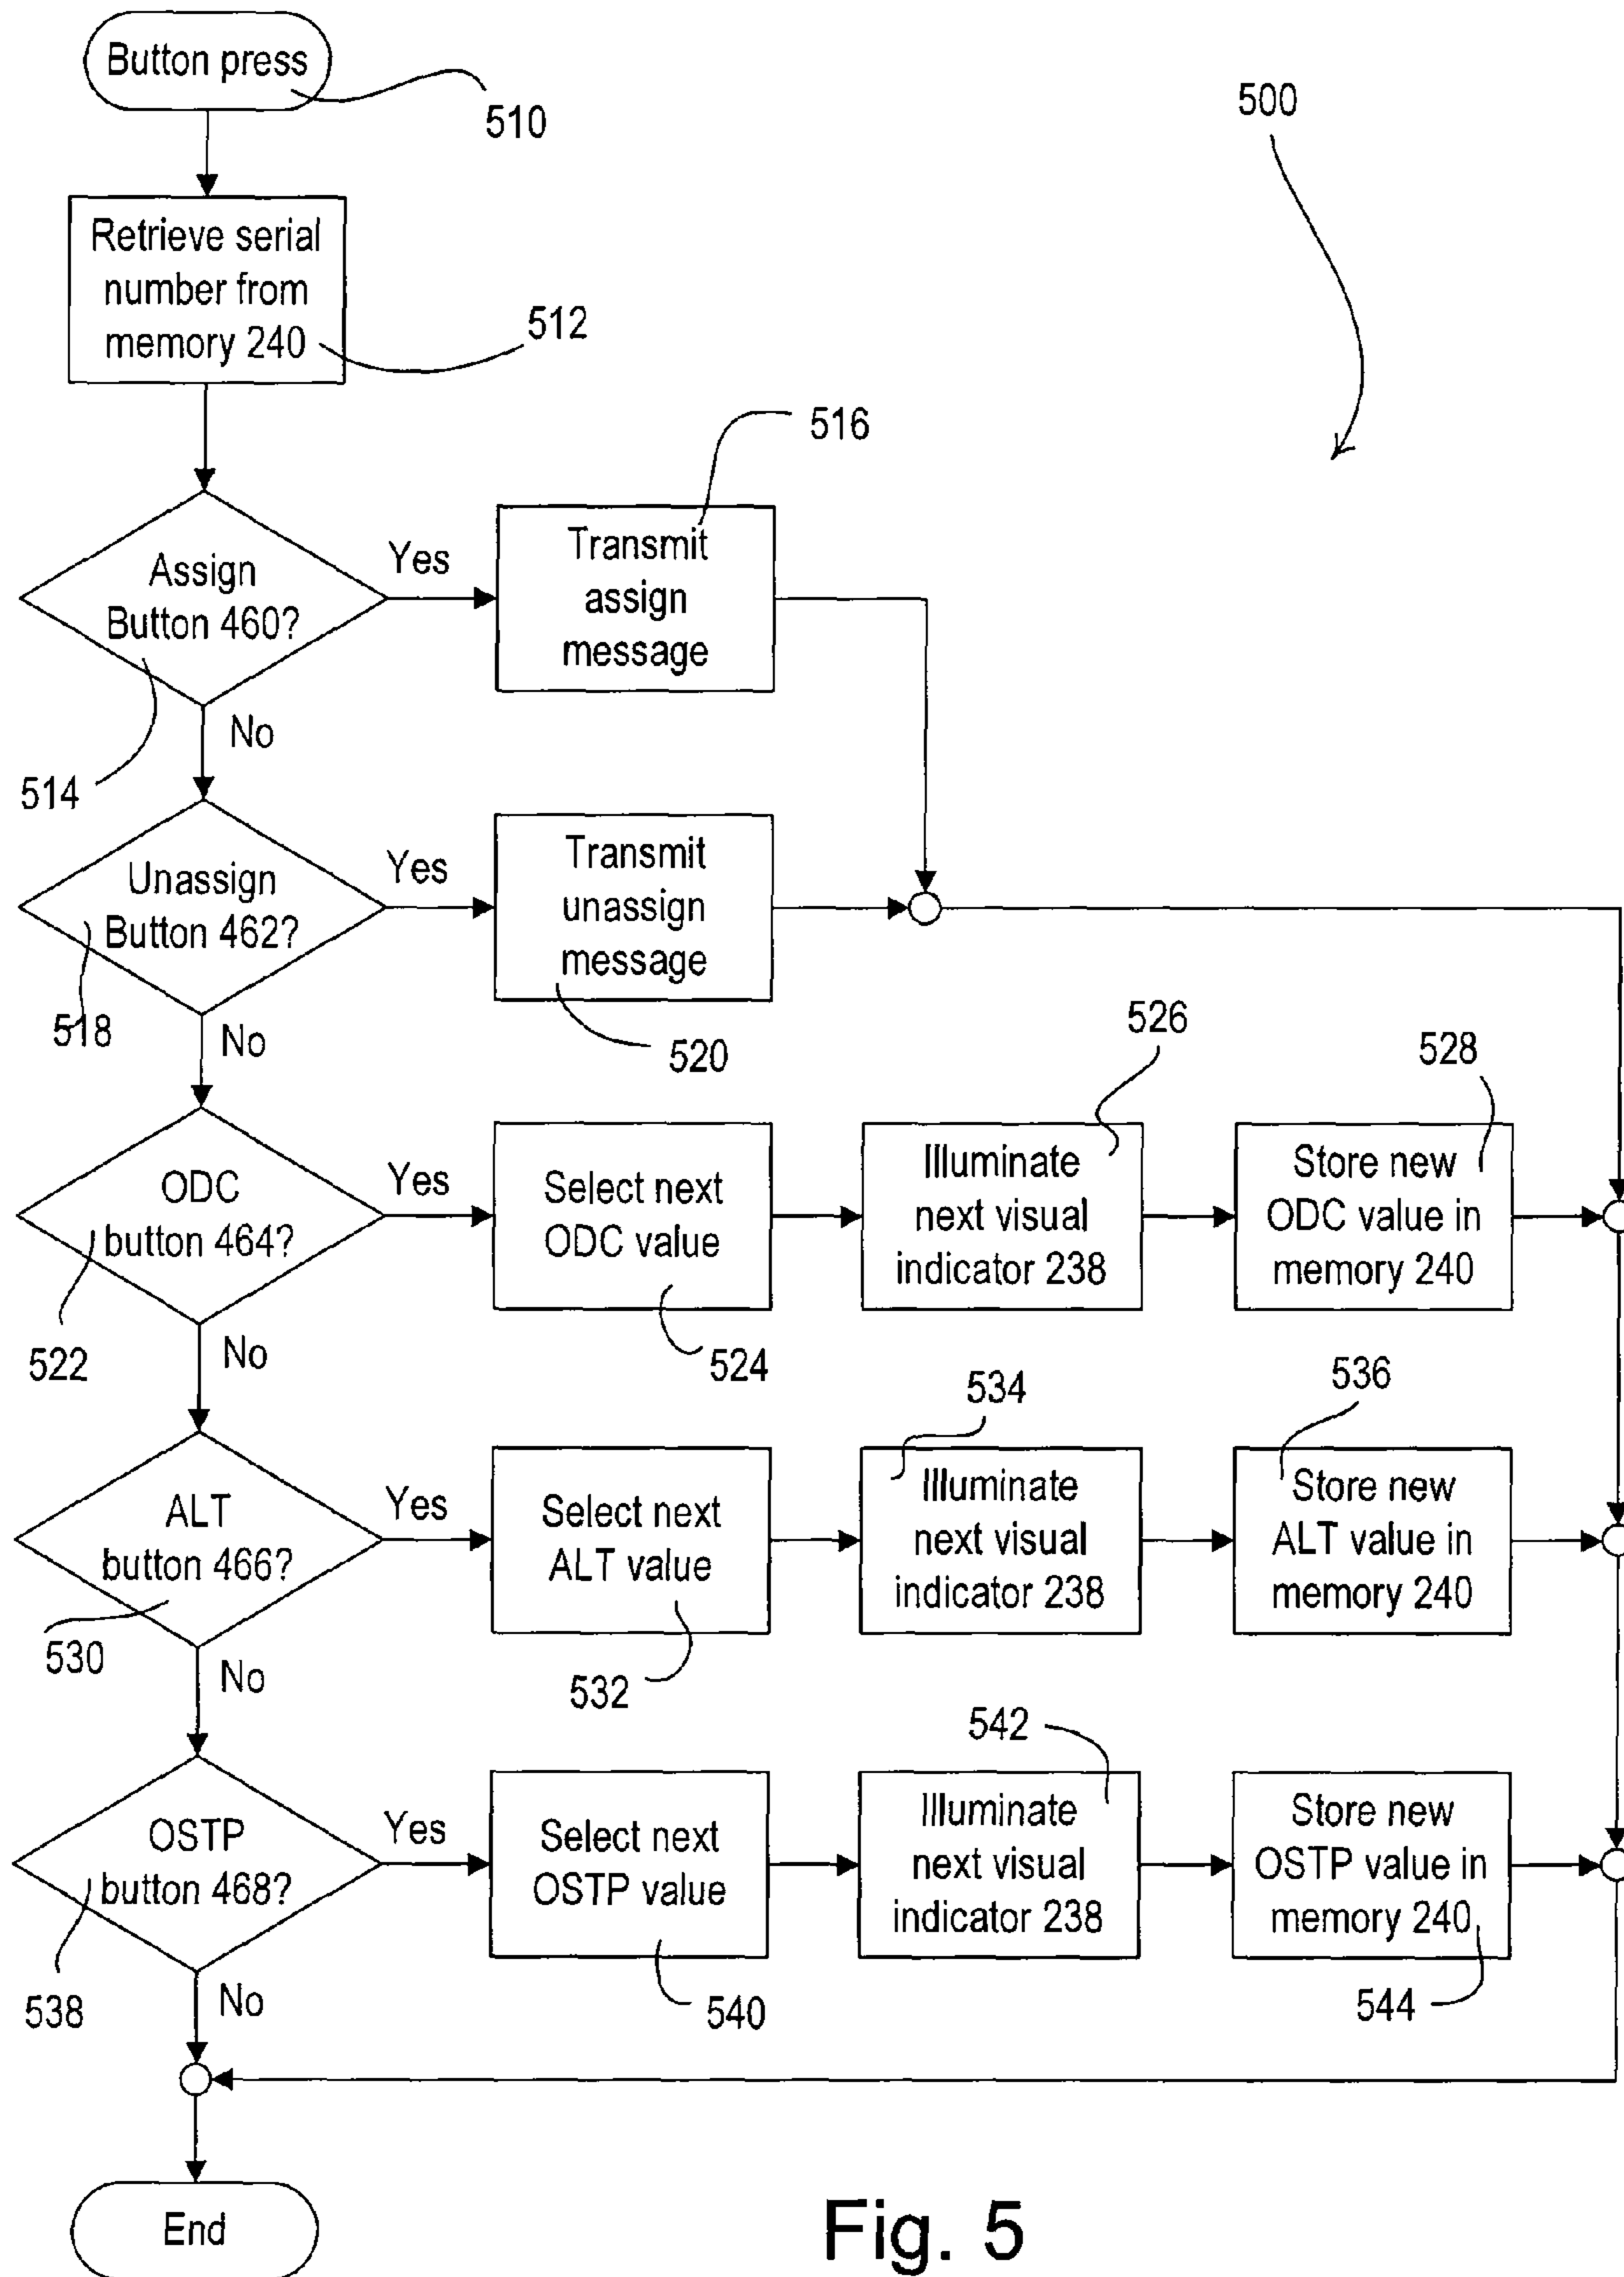 Button press
510
500
Retrieve serial
number from
memory 240
512
516
Assign
Button 460?
Yes
Transmit
assign
message
514
No
Unassign
Button 462?
Yes
Transmit
unassign
message
518
No
520
526
528
ODC
button 464?
Yes
Select next
ODC value
Illuminate
next visual
indicator 238
Store new
ODC value in
memory 240
522
No
524
534
536
ALT
button 466?
Yes
Select next
ALT value
Illuminate
next visual
indicator 238
Store new
ALT value in
memory 240
530
No
532
542
OSTP
button 468?
Yes
Select next
OSTP value
Illuminate
next visual
indicator 238
Store new
OSTP value in
memory 240
538
No
540
544
End
Fig. 5